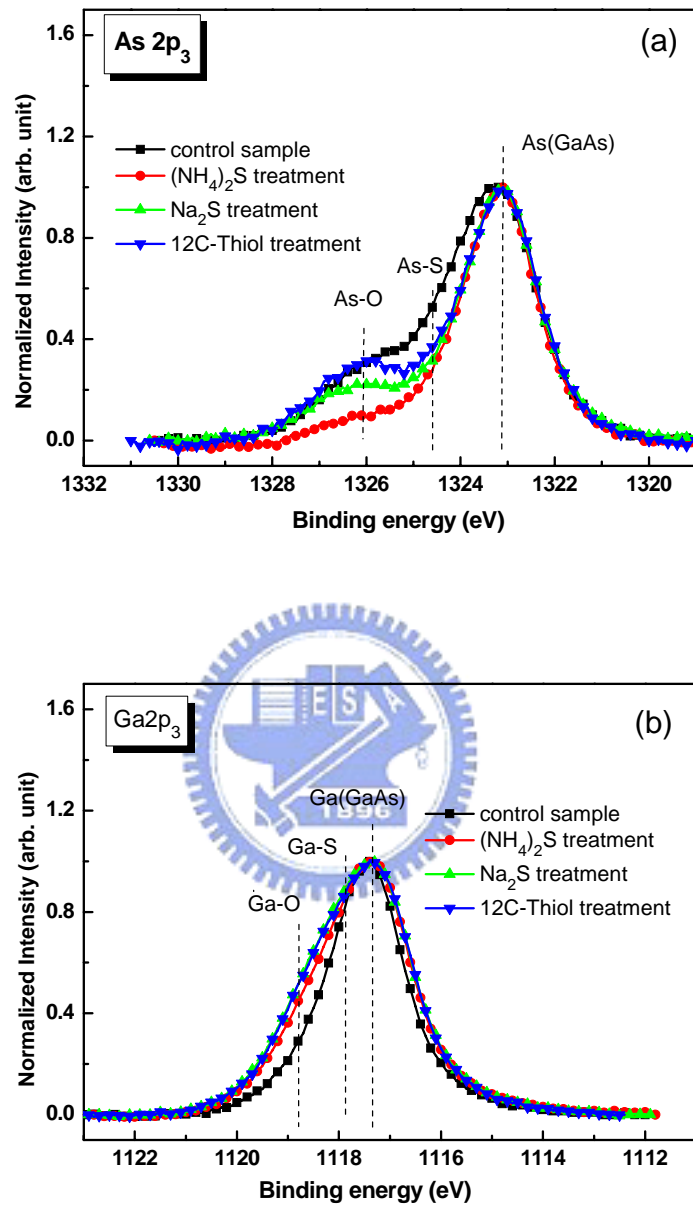 As 2p3
(a)
1.6
1.2
0.8
0.4
0.0
Normalized Intensity (arb. unit)
control sample
(NH4)2S treatment
Na2S treatment
12C-Thiol treatment
As(GaAs)
As-S
As-O
1332 1330 1328 1326 1324 1322 1320
Binding energy (eV)
Ga2p3
(b)
1.6
1.2
0.8
0.4
0.0
Normalized Intensity (arb. unit)
E S A
1896
Ga(GaAs)
Ga-S
Ga-O
control sample
(NH4)2S treatment
Na2S treatment
12C-Thiol treatment
1122 1120 1118 1116 1114 1112
Binding energy (eV)